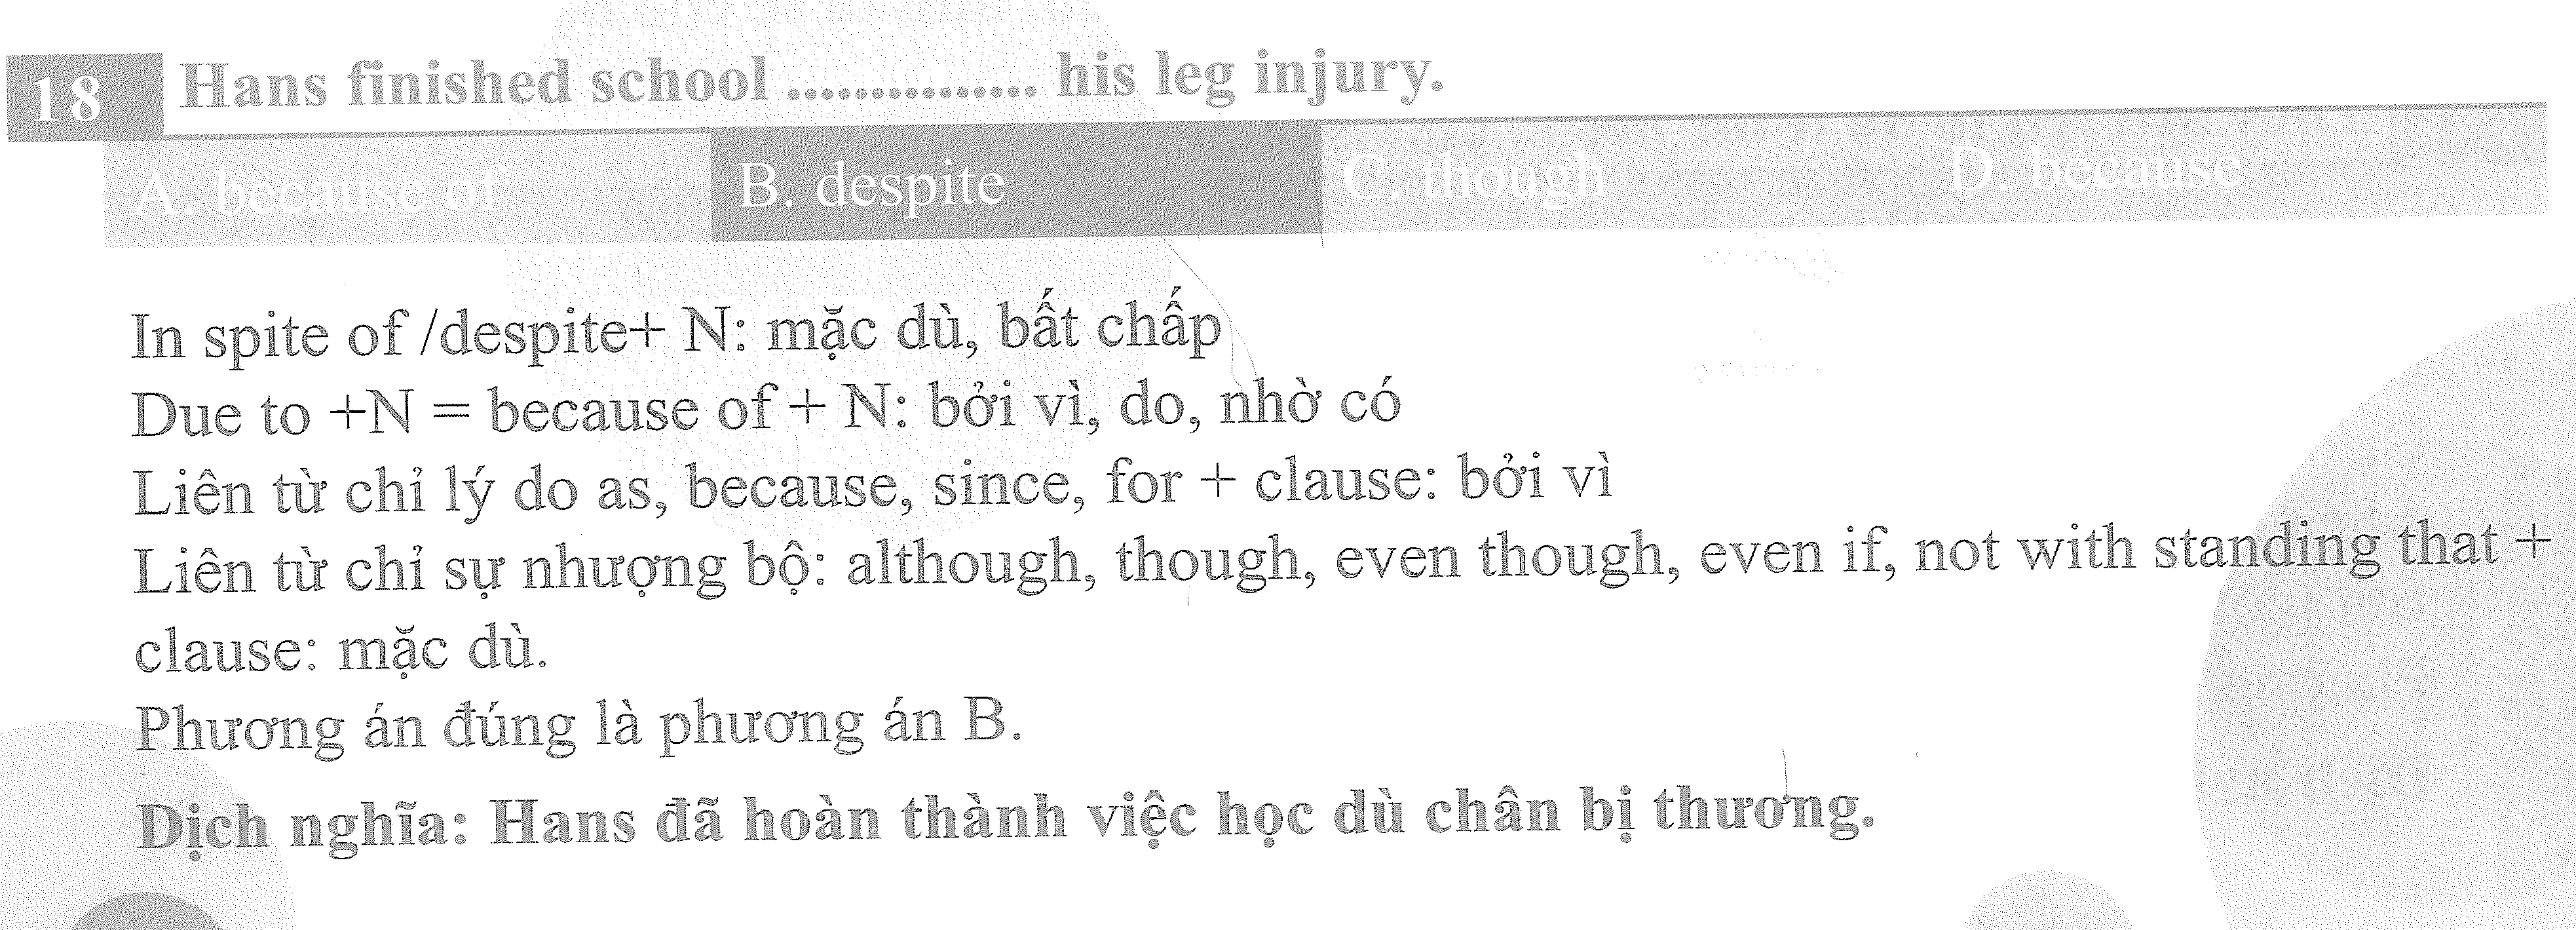 18 Hans finished school ............... his leg injury.
A. because of B. despite C. though D. because
In spite of /despite+ N: mặc dù, bất chấp
Due to +N = because of + N: bởi vì, do, nhờ có
Liên từ chỉ lý do as, because, since, for + clause: bởi vì
Liên từ chỉ sự nhượng bộ: although, though, even though, even if, not with standing that +
clause: mặc dù.
Phương án đúng là phương án B.
Dịch nghĩa: Hans đã hoàn thành việc học dù chân bị thương.